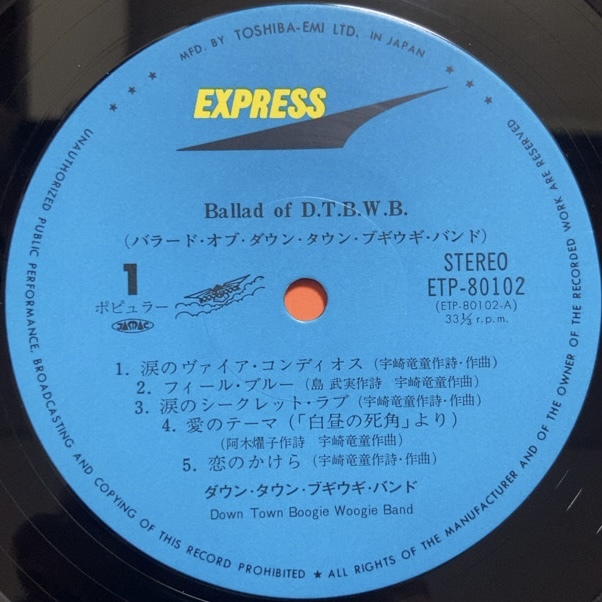 MFD. BY TOSHIBA-EMI LTD. IN JAPAN
EXPRESS
Ballad of D.T.B.W.B.
(バラード・オブ・ダウン・タウン・ブギウギ・バンド)
1
ポピュラー
JASRAC
STEREO
ETP-80102
(ETP-80102-A)
33⅓ r.p.m.
1. 涙のヴァイア・コンディオス (宇崎竜童作詩・作曲)
2. フィール・ブルー (島 武実作詩 宇崎竜童作曲)
3. 涙のシークレット・ラブ (宇崎竜童作詩・作曲)
4. 愛のテーマ (「白昼の死角」より)
(阿木燿子作詩 宇崎竜童作曲)
5. 恋のかけら (宇崎竜童作詩・作曲)
ダウン・タウン・ブギウギ・バンド
Down Town Boogie Woogie Band
UNAUTHORIZED PUBLIC PERFORMANCE, BROADCASTING AND COPYING OF THIS RECORD PROHIBITED ★ ALL RIGHTS OF THE MANUFACTURER AND OF THE OWNER OF THE RECORDED WORK ARE RESERVED